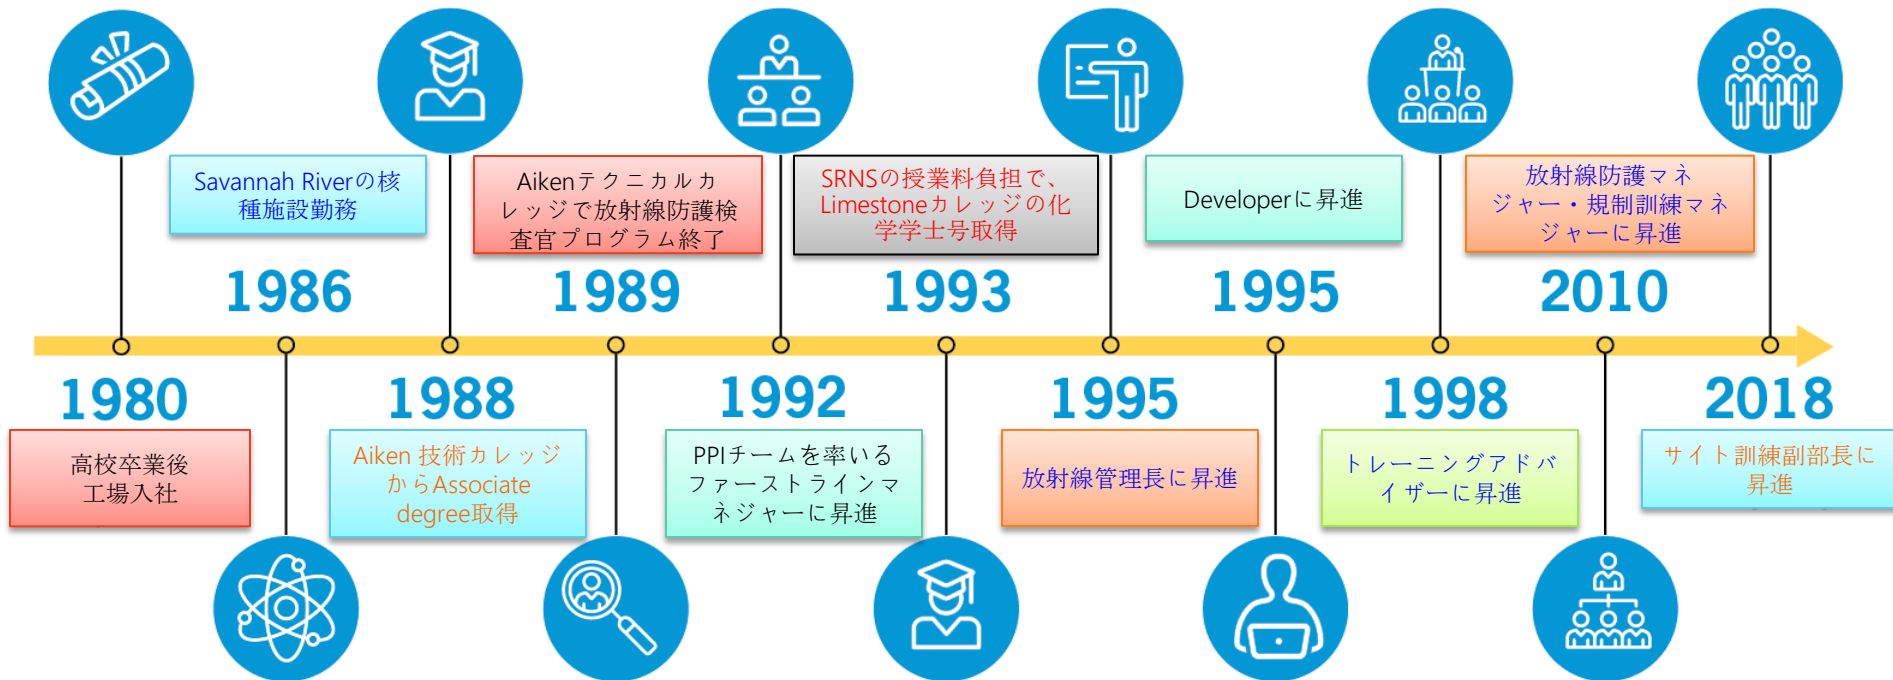 Savannah Riverの核
種施設勤務
Aikenテクニカルカ
レッジで放射線防護検
査官プログラム終了
SRNSの授業料負担で、
Limestoneカレッジの化
学学士号取得
Developerに昇進
放射線防護マネ
ジャー・規制訓練マネ
ジャーに昇進
1986
1989
1993
1995
2010
1980
1988
1992
1995
1998
2018
高校卒業後
工場入社
Aiken 技術カレッジ
からAssociate
degree取得
PPIチームを率いる
ファーストラインマ
ネジャーに昇進
放射線管理長に昇進
トレーニングアドバ
イザーに昇進
サイト訓練副部長に
昇進